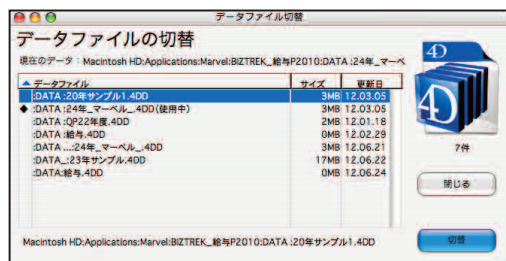 データファイル切替
データファイルの切替
現在のデータ：Macintosh HD:Applications:Marvel:BIZTREK_給与P2010:DATA :24年_マーベ
データファイル サイズ 更新日
:DATA :20年サンプル1.4DD 3MB 12.03.05
◆ :DATA :24年_マーベル_.4DD(使用中) 3MB 12.03.05
:DATA :QP22年度.4DD 2MB 12.01.18
:DATA :給与.4DD 0MB 12.02.29
:DATA ...:24年_マーベル_.4DD 3MB 12.06.21
:DATA_:23年サンプル.4DD 17MB 12.06.22
:DATA:給与.4DD 0MB 12.06.24
4D
4D
7件
閉じる
切替
Macintosh HD:Applications:Marvel:BIZTREK_給与P2010:DATA :20年サンプル1.4DD